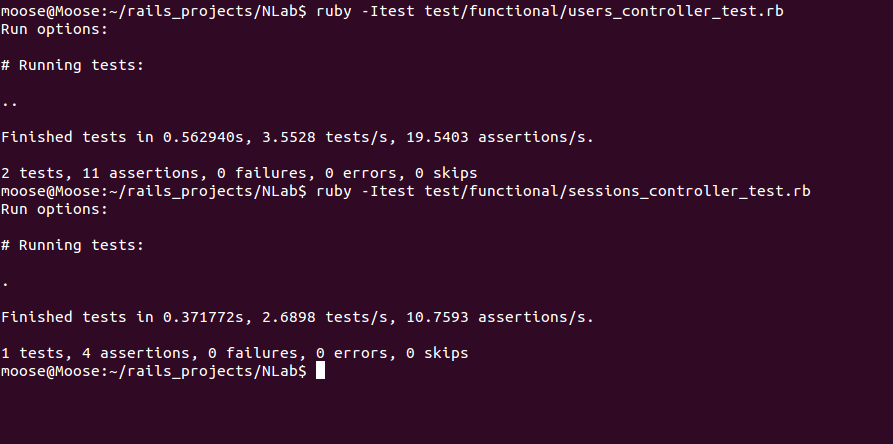 moose@Moose:~/rails_projects/NLab$ ruby -Itest test/functional/users_controller_test.rb
Run options:
# Running tests:
..
Finished tests in 0.562940s, 3.5528 tests/s, 19.5403 assertions/s.
2 tests, 11 assertions, 0 failures, 0 errors, 0 skips
moose@Moose:~/rails_projects/NLab$ ruby -Itest test/functional/sessions_controller_test.rb
Run options:
# Running tests:
.
Finished tests in 0.371772s, 2.6898 tests/s, 10.7593 assertions/s.
1 tests, 4 assertions, 0 failures, 0 errors, 0 skips
moose@Moose:~/rails_projects/NLab$